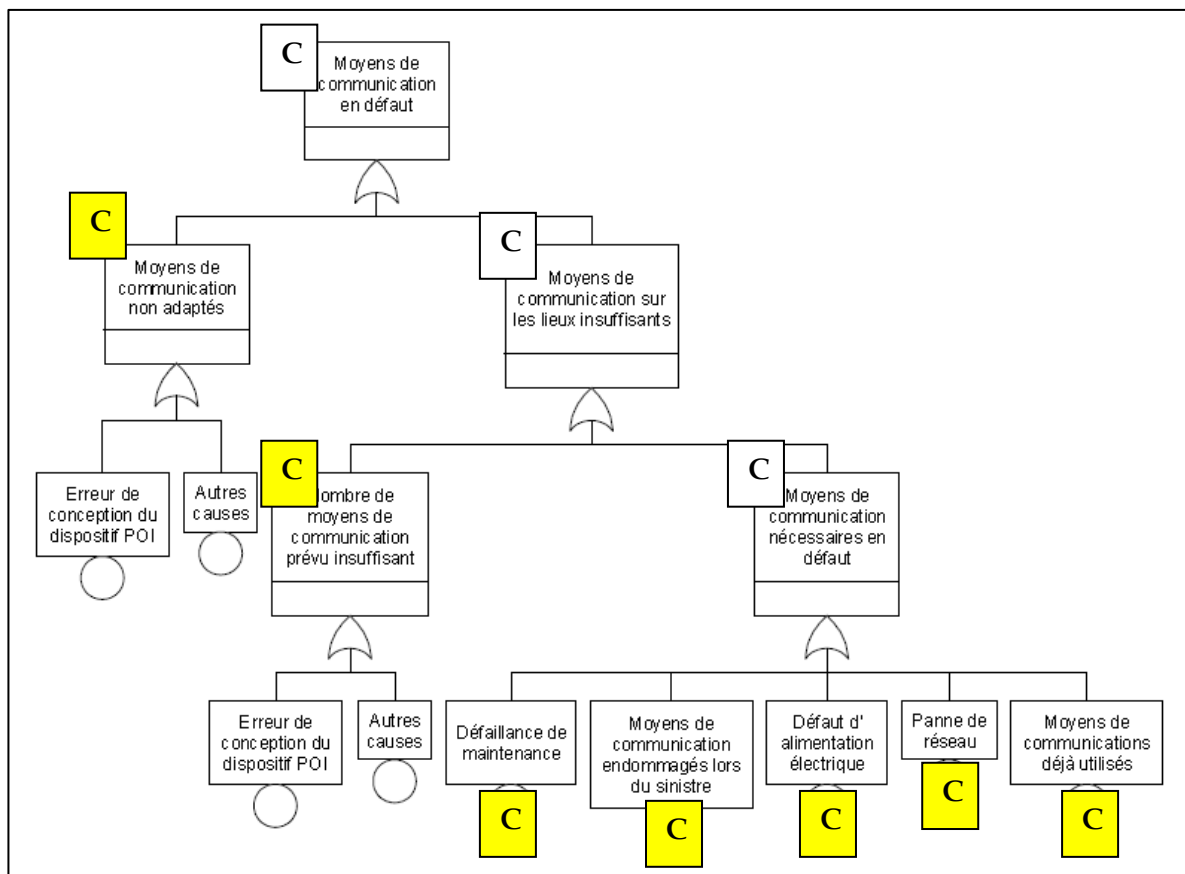 C
Moyens de
communication
en défaut
C
Moyens de
communication
non adaptés
C
Moyens de
communication sur
les lieux insuffisants
Erreur de
conception du
dispositif POI
Autres
causes
C
Nombre de
moyens de
communication
prévu insuffisant
C
Moyens de
communication
nécessaires en
défaut
Erreur de
conception du
dispositif POI
Autres
causes
Défaillance de
maintenance
C
Moyens de
communication
endommagés lors
du sinistre
C
Défaut d'
alimentation
électrique
C
Panne de
réseau
C
Moyens de
communications
déjà utilisés
C